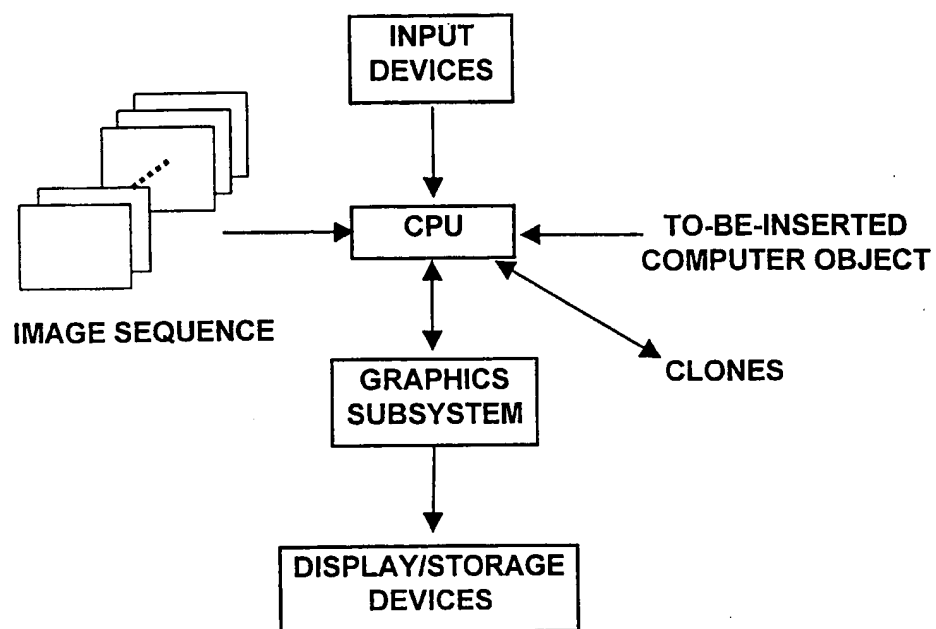 INPUT
DEVICES
CPU
TO-BE-INSERTED
COMPUTER OBJECT
IMAGE SEQUENCE
CLONES
GRAPHICS
SUBSYSTEM
DISPLAY/STORAGE
DEVICES